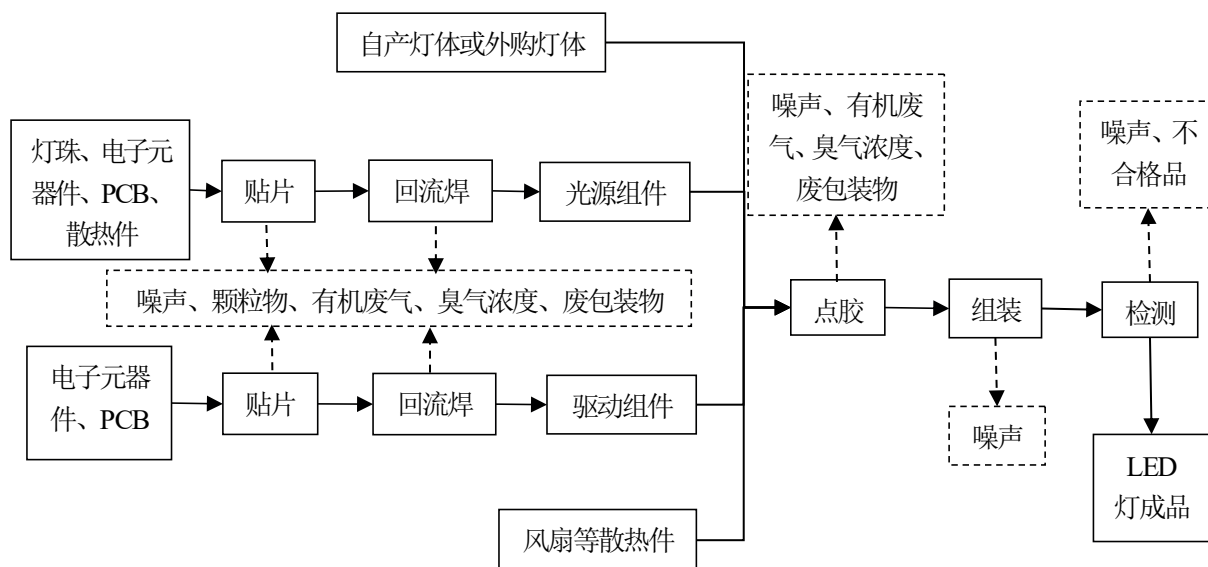 自产灯体或外购灯体
噪声、有机废
气、臭气浓度、
废包装物
噪声、不
合格品
灯珠、电子元
器件、PCB、
散热件
贴片
回流焊
光源组件
噪声、颗粒物、有机废气、臭气浓度、废包装物
点胶
组装
检测
电子元器
件、PCB
贴片
回流焊
驱动组件
噪声
LED
灯成品
风扇等散热件